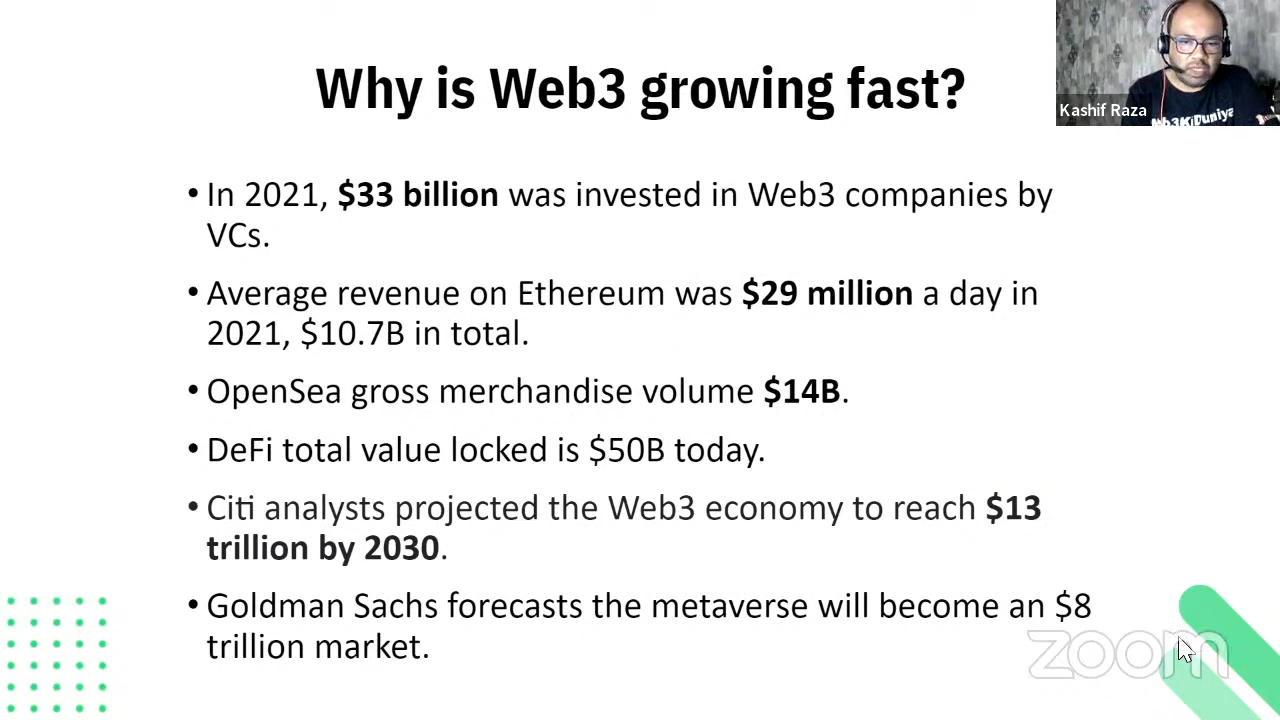 Why is Web3 growing fast?
Kashif Raza
• In 2021, $33 billion was invested in Web3 companies by
VCs.
• Average revenue on Ethereum was $29 million a day in
2021, $10.7B in total.
• OpenSea gross merchandise volume $14B.
• DeFi total value locked is $50B today.
• Citi analysts projected the Web3 economy to reach $13
trillion by 2030.
• Goldman Sachs forecasts the metaverse will become an $8
trillion market.
zoom